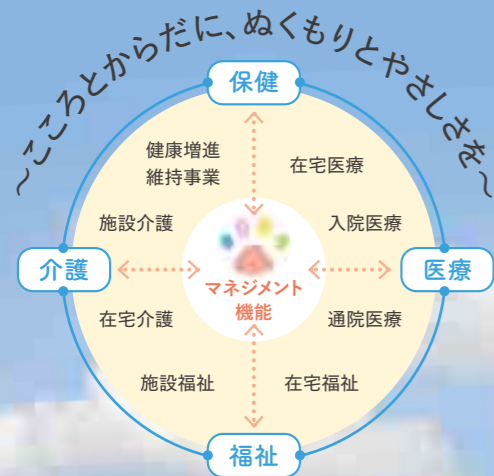 ～こころとからだに、ぬくもりとやさしさを～
保健
健康増進
維持事業
在宅医療
施設介護
入院医療
介護
マネジメント
機能
医療
在宅介護
通院医療
施設福祉
在宅福祉
福祉